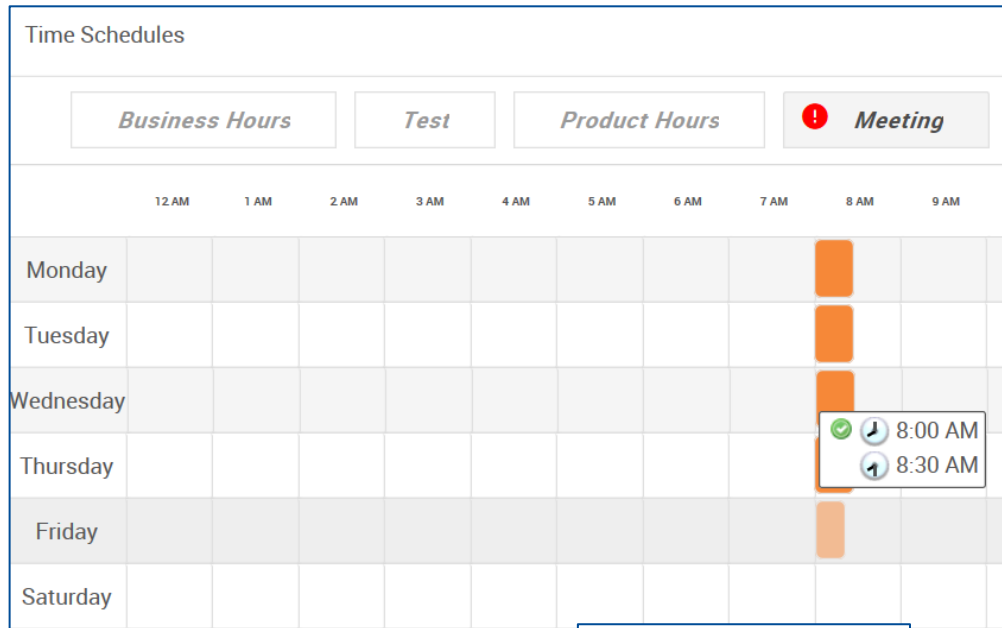 Time Schedules
Business Hours Test Product Hours Meeting
12 AM 1 AM 2 AM 3 AM 4 AM 5 AM 6 AM 7 AM 8 AM 9 AM
Monday
Tuesday
Wednesday
8:00 AM
Thursday 8:30 AM
Friday
Saturday